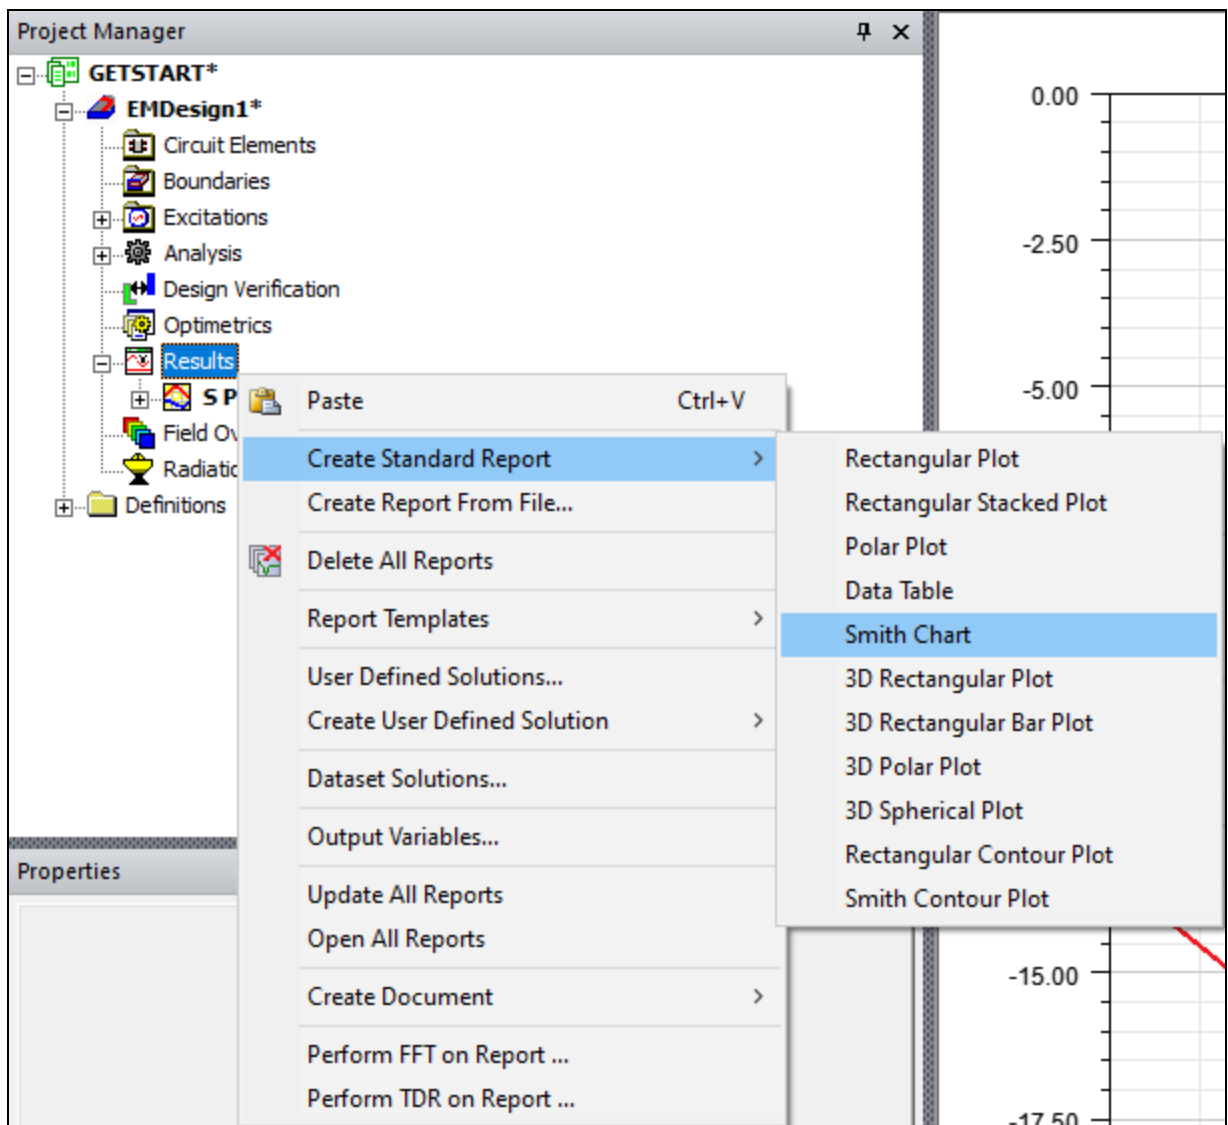 Project Manager
GETSTART*
EMDesign1*
Circuit Elements
Boundaries
Excitations
Analysis
Design Verification
Optimetrics
Results
S P
Field Ov
Radiatio
Definitions
Paste Ctrl+V
Create Standard Report
Create Report From File...
Delete All Reports
Report Templates
User Defined Solutions...
Create User Defined Solution
Dataset Solutions...
Output Variables...
Update All Reports
Open All Reports
Create Document
Perform FFT on Report ...
Perform TDR on Report ...
Rectangular Plot
Rectangular Stacked Plot
Polar Plot
Data Table
Smith Chart
3D Rectangular Plot
3D Rectangular Bar Plot
3D Polar Plot
3D Spherical Plot
Rectangular Contour Plot
Smith Contour Plot
Properties
0.00
-2.50
-5.00
-15.00
-17.50